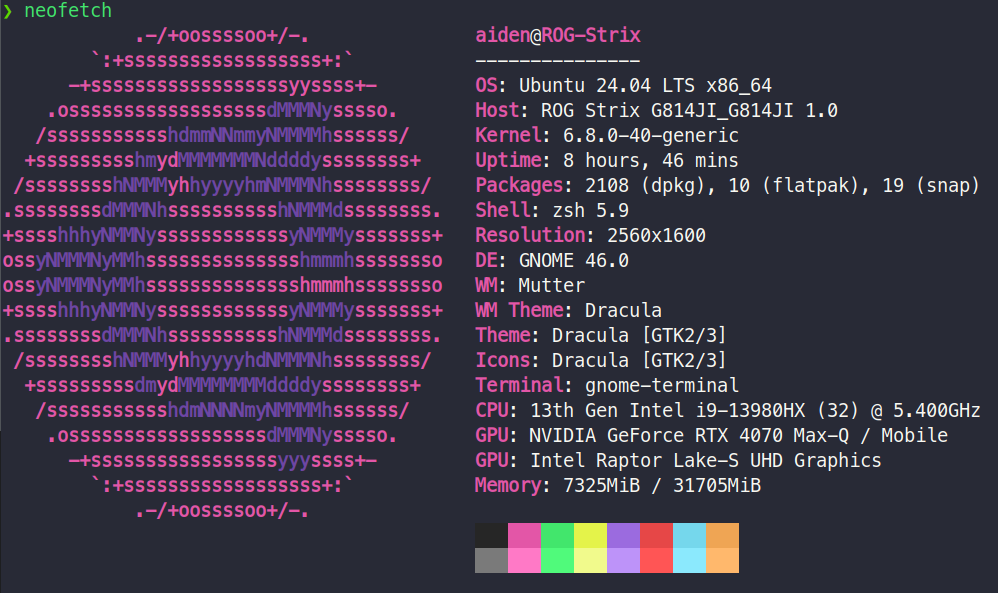 ❯ neofetch
            .-/+oossssoo+/-.               aiden@ROG-Strix
        `:+ssssssssssssssssss+:`           ---------------
      -+ssssssssssssssssssyyssss+-         OS: Ubuntu 24.04 LTS x86_64
    .ossssssssssssssssssdMMMNysssso.       Host: ROG Strix G814JI_G814JI 1.0
   /ssssssssssshdmmNNmmyNMMMMhssssss/      Kernel: 6.8.0-40-generic
  +ssssssssshmydMMMMMMMNddddyssssssss+     Uptime: 8 hours, 46 mins
 /sssssssshNMMMyhhyyyyhmNMMMNhssssssss/    Packages: 2108 (dpkg), 10 (flatpak), 19 (snap)
.ssssssssdMMMNhsssssssssshNMMMdssssssss.   Shell: zsh 5.9
+sssshhhyNMMNyssssssssssssyNMMMysssssss+   Resolution: 2560x1600
ossyNMMMNyMMhsssssssssssssshmmmhssssssso   DE: GNOME 46.0
ossyNMMMNyMMhsssssssssssssshmmmhssssssso   WM: Mutter
+sssshhhyNMMNyssssssssssssyNMMMysssssss+   WM Theme: Dracula
.ssssssssdMMMNhsssssssssshNMMMdssssssss.   Theme: Dracula [GTK2/3]
 /sssssssshNMMMyhhyyyyhdNMMMNhssssssss/    Icons: Dracula [GTK2/3]
  +sssssssssdmydMMMMMMMMddddyssssssss+     Terminal: gnome-terminal
   /ssssssssssshdmNNNNmyNMMMMhssssss/      CPU: 13th Gen Intel i9-13980HX (32) @ 5.400GHz
    .ossssssssssssssssssdMMMNysssso.       GPU: NVIDIA GeForce RTX 4070 Max-Q / Mobile
      -+sssssssssssssssssyyyssss+-         GPU: Intel Raptor Lake-S UHD Graphics
        `:+ssssssssssssssssss+:`           Memory: 7325MiB / 31705MiB
            .-/+oossssoo+/-.